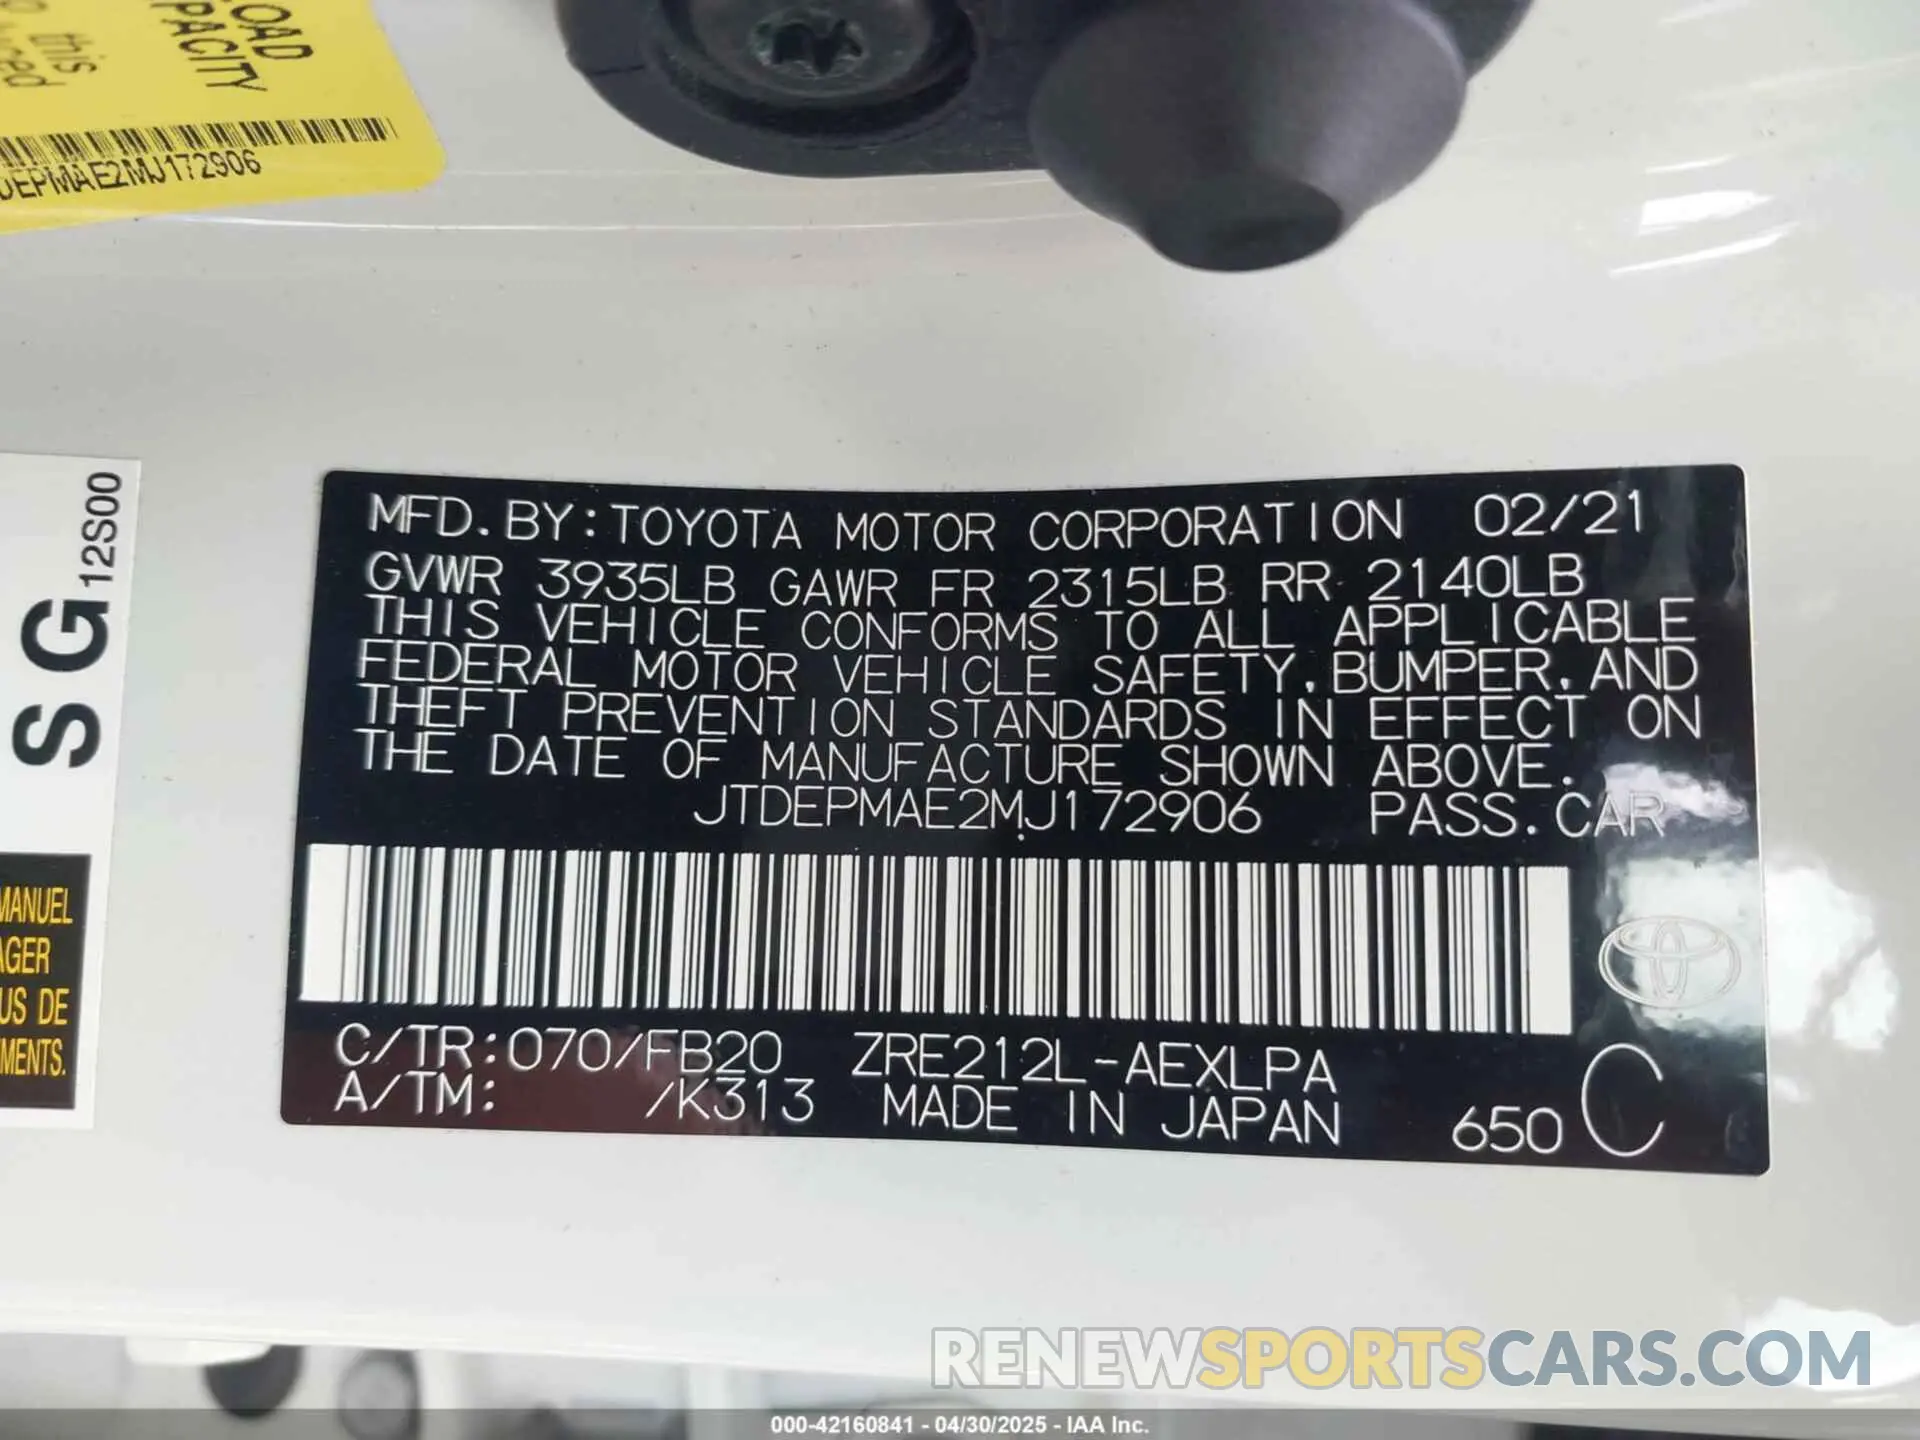 OAD
PACITY
this
DEPMAE2MJ172906
SG12S00
MANUEL
AGER
US DE
MENTS.
MFD. BY:TOYOTA MOTOR CORPORATION 02/21
GVWR 3935LB GAWR FR 2315LB RR 2140LB
THIS VEHICLE CONFORMS TO ALL APPLICABLE
FEDERAL MOTOR VEHICLE SAFETY, BUMPER, AND
THEFT PREVENTION STANDARDS IN EFFECT ON
THE DATE OF MANUFACTURE SHOWN ABOVE.
JTDEPMAE2MJ172906 PASS. CAR
C/TR:070/FB20 ZRE212L-AEXLPA
A/TM: /K313 MADE IN JAPAN 650 C
RENEWSPORTSCARS.COM
000-42160841 - 04/30/2025 - IAA Inc.